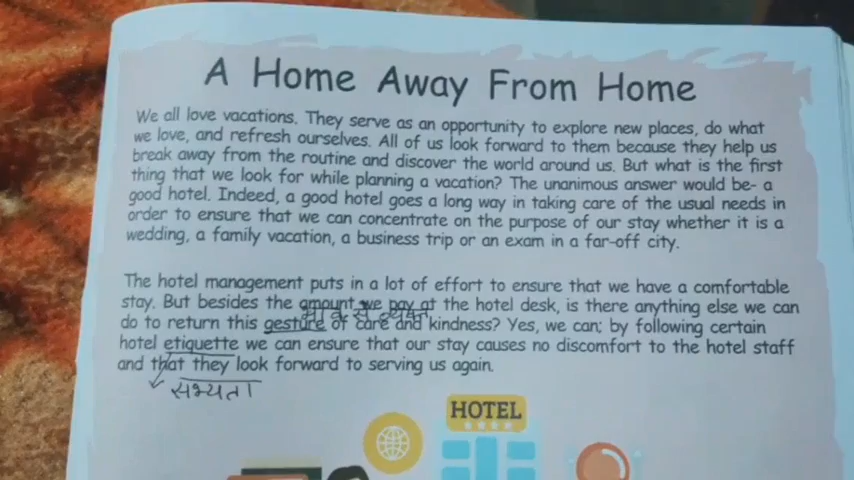 A Home Away From Home
We all love vacations. They serve as an opportunity to explore new places, do what
we love, and refresh ourselves. All of us look forward to them because they help us
break away from the routine and discover the world around us. But what is the first
thing that we look for while planning a vacation? The unanimous answer would be- a
good hotel. Indeed, a good hotel goes a long way in taking care of the usual needs in
order to ensure that we can concentrate on the purpose of our stay whether it is a
wedding, a family vacation, a business trip or an exam in a far-off city.
The hotel management puts in a lot of effort to ensure that we have a comfortable
stay. But besides the amount we pay at the hotel desk, is there anything else we can
do to return this gesture of care and kindness? Yes, we can; by following certain
hotel etiquette we can ensure that our stay causes no discomfort to the hotel staff
and that they look forward to serving us again.
सभ्यता
HOTEL